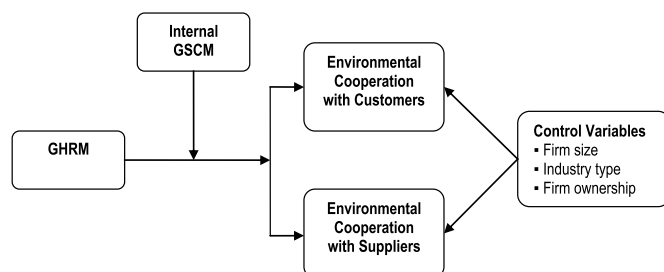 Internal
GSCM
Environmental
Cooperation
with Customers
GHRM
Control Variables
▪ Firm size
▪ Industry type
▪ Firm ownership
Environmental
Cooperation
with Suppliers